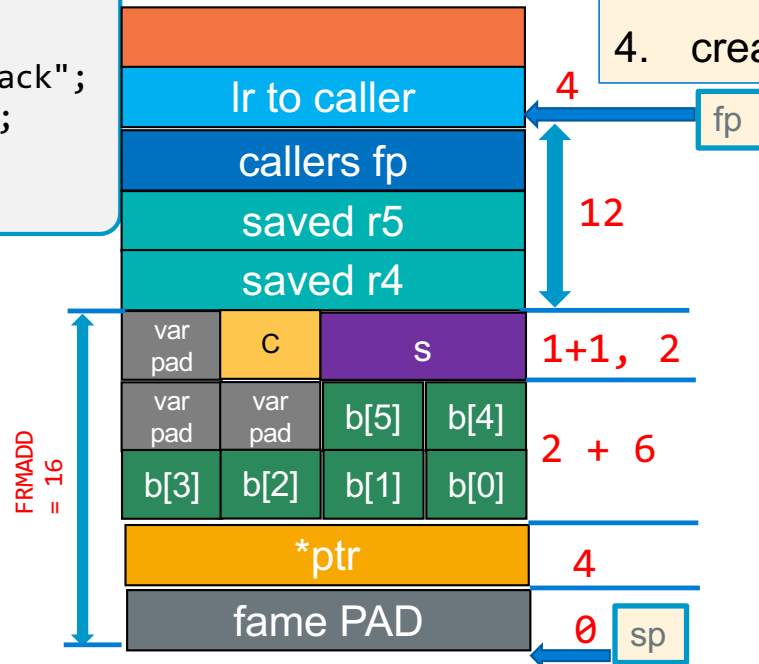 ack";
;
4. crea
lr to caller
4
fp
callers fp
12
saved r5
saved r4
var pad
C
s
1+1, 2
var pad
var pad
b[5]
b[4]
2 + 6
b[3]
b[2]
b[1]
b[0]
FRMADD
= 16
*ptr
4
fame PAD
0
sp